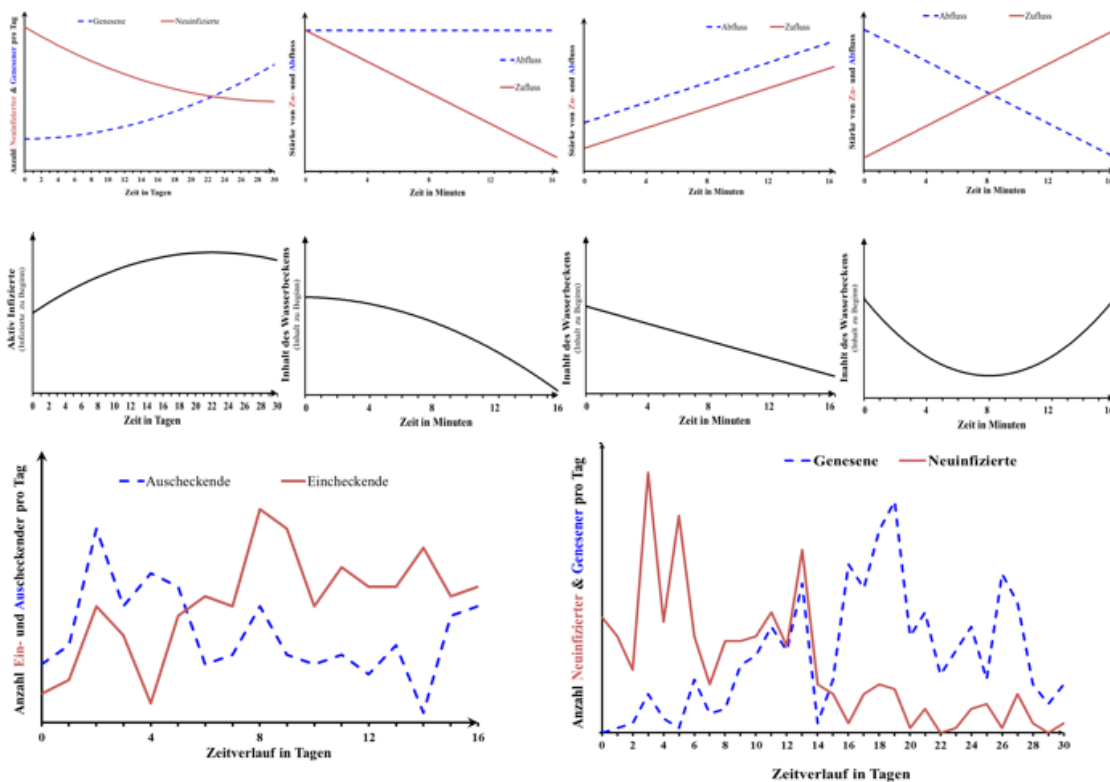 Genesene Neuinfizierte
Anzahl Neuinfizierter & Genesener pro Tag
0 2 4 6 8 10 12 14 16 18 20 22 24 26 28 30
Zeit in Tagen
Stärke von Zu- und Abfluss
Abfluss
Zufluss
0 4 8 12 16
Zeit in Minuten
Abfluss Zufluss
Stärke von Zu- und Abfluss
0 4 8 12 16
Zeit in Minuten
Abfluss Zufluss
Stärke von Zu- und Abfluss
0 4 8 12 16
Zeit in Minuten
Aktiv Infizierte
(Infizierte zu Beginn)
0 2 4 6 8 10 12 14 16 18 20 22 24 26 28 30
Zeit in Tagen
Inhalt des Wasserbeckens
(Inhalt zu Beginn)
0 4 8 12 16
Zeit in Minuten
Inahlt des Wasserbeckens
(Inhalt zu Beginn)
0 4 8 12 16
Zeit in Minuten
Inahlt des Wasserbeckens
(Inhalt zu Beginn)
0 4 8 12 16
Zeit in Minuten
Auscheckende Eincheckende
Anzahl Ein- und Auscheckender pro Tag
0 4 8 12 16
Zeitverlauf in Tagen
Genesene Neuinfizierte
Anzahl Neuinfizierter & Genesener pro Tag
0 2 4 6 8 10 12 14 16 18 20 22 24 26 28 30
Zeitverlauf in Tagen